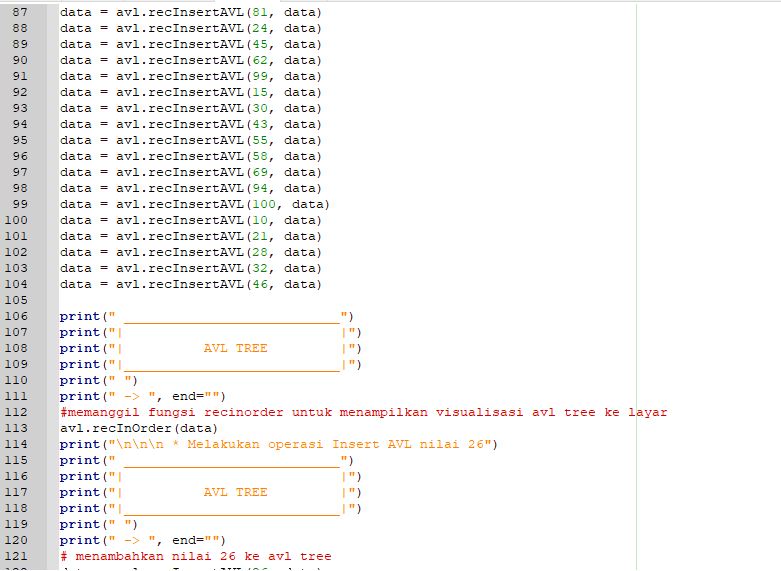 87 data = avl.recInsertAVL(81, data)
88 data = avl.recInsertAVL(24, data)
89 data = avl.recInsertAVL(45, data)
90 data = avl.recInsertAVL(62, data)
91 data = avl.recInsertAVL(99, data)
92 data = avl.recInsertAVL(15, data)
93 data = avl.recInsertAVL(30, data)
94 data = avl.recInsertAVL(43, data)
95 data = avl.recInsertAVL(55, data)
96 data = avl.recInsertAVL(58, data)
97 data = avl.recInsertAVL(69, data)
98 data = avl.recInsertAVL(94, data)
99 data = avl.recInsertAVL(100, data)
100 data = avl.recInsertAVL(10, data)
101 data = avl.recInsertAVL(21, data)
102 data = avl.recInsertAVL(28, data)
103 data = avl.recInsertAVL(32, data)
104 data = avl.recInsertAVL(46, data)
105
106 print(" ___________________________")
107 print("|                           |")
108 print("|          AVL TREE         |")
109 print("|___________________________|")
110 print(" ")
111 print(" -> ", end="")
112 #memanggil fungsi recinorder untuk menampilkan visualisasi avl tree ke layar
113 avl.recInOrder(data)
114 print("\n\n\n * Melakukan operasi Insert AVL nilai 26")
115 print(" ___________________________")
116 print("|                           |")
117 print("|          AVL TREE         |")
118 print("|___________________________|")
119 print(" ")
120 print(" -> ", end="")
121 # menambahkan nilai 26 ke avl tree